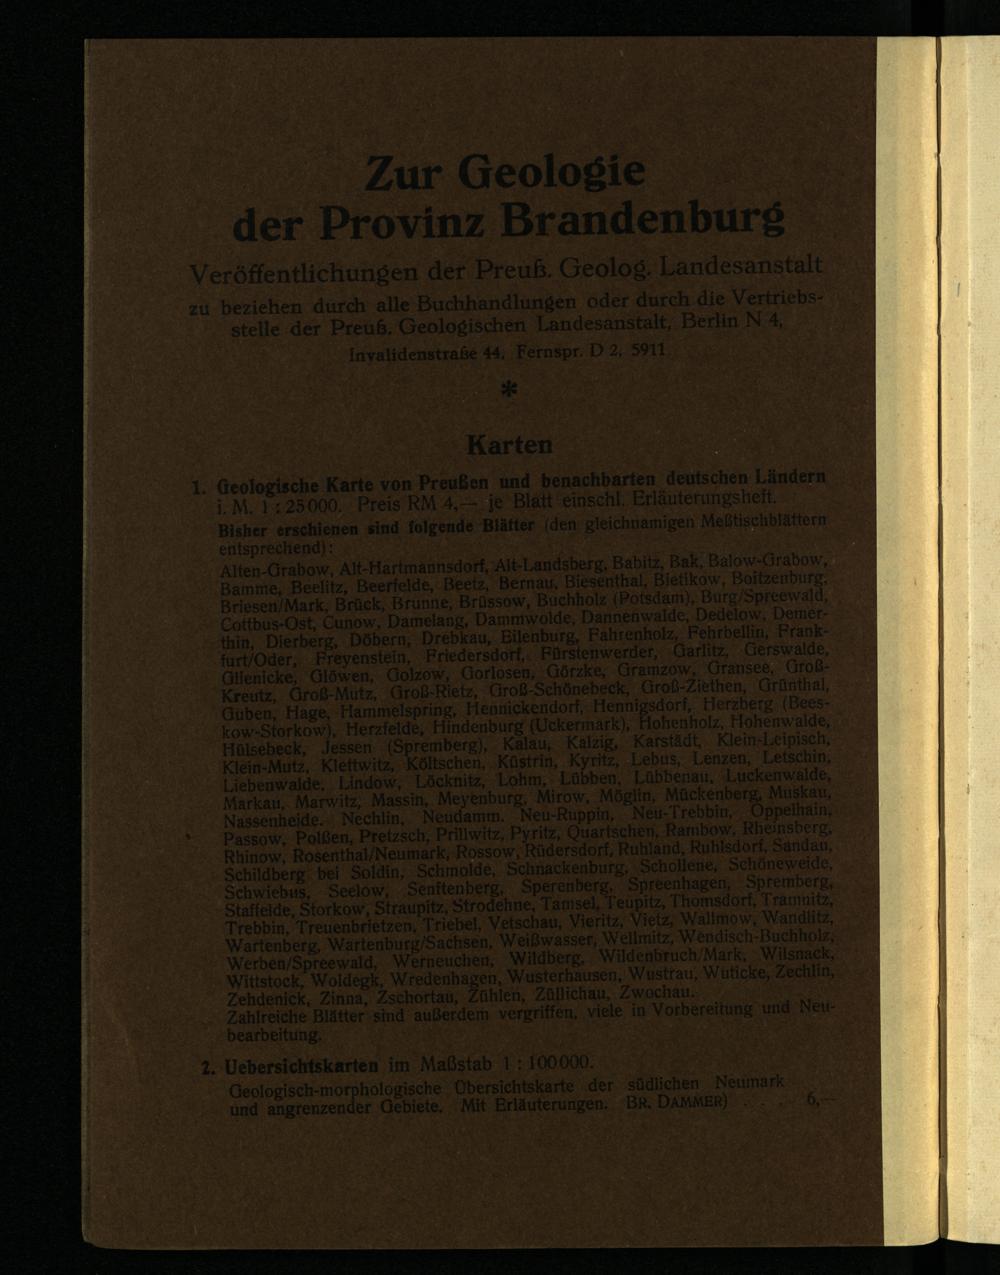 Zur Geologie
der Provinz Brandenburg
Veröffentlichungen der Preuß. Geolog. Landesanstalt
zu beziehen durch alle Buchhandlungen oder durch die Vertriebs-
stelle der Preuß. Geologischen Landesanstalt, Berlin N 4,
Invalidenstraße 44, Fernspr. D 2, 5911
*
Karten
1. Geologische Karte von Preußen und benachbarten deutschen Ländern
i. M. 1 : 25 000. Preis RM 4,— je Blatt einschl. Erläuterungsheft.
Bisher erschienen sind folgende Blätter (den gleichnamigen Meßtischblättern
entsprechend):
Alten-Grabow, Alt-Hartmannsdorf, Alt-Landsberg, Babitz, Bak, Balow-Grabow,
Bamme, Beelitz, Beerfelde, Beetz, Bernau, Biesenthal, Bietikow, Boitzenburg,
Briesen/Mark, Brück, Brunne, Brüssow, Buchholz (Potsdam), Burg/Spreewald,
Cottbus-Ost, Cunow, Damelang, Dammwolde, Dannenwalde, Dedelow, Demer-
thin, Dierberg, Döbern, Drebkau, Eilenburg, Fahrenholz, Fehrbellin, Frank-
furt/Oder, Freyenstein, Friedersdorf, Fürstenwerder, Garlitz, Gerswalde,
Glienicke, Glöwen, Golzow, Gorlosen, Görzke, Gramzow, Gransee, Groß-
Kreutz, Groß-Mutz, Groß-Rietz, Groß-Schönebeck, Groß-Ziethen, Grünthal,
Guben, Hage, Hammelspring, Hennickendorf, Hennigsdorf, Herzberg (Bees-
kow-Storkow), Herzfelde, Hindenburg (Uckermark), Hohenholz, Hohenwalde,
Hülsebeck, Jessen (Spremberg), Kalau, Kalzig, Karstädt, Klein-Leipisch,
Klein-Mutz, Klettwitz, Költschen, Küstrin, Kyritz, Lebus, Lenzen, Letschin,
Liebenwalde, Lindow, Löcknitz, Lohm, Lübben, Lübbenau, Luckenwalde,
Markau, Marwitz, Massin, Meyenburg, Mirow, Möglin, Mückenberg, Muskau,
Nassenheide, Nechlin, Neudamm, Neu-Ruppin, Neu-Trebbin, Oppelhain,
Passow, Polßen, Pretzsch, Prillwitz, Pyritz, Quartschen, Rambow, Rheinsberg,
Rhinow, Rosenthal/Neumark, Rossow, Rüdersdorf, Ruhland, Ruhlsdorf, Sandau,
Schildberg bei Soldin, Schmolde, Schnackenburg, Schollene, Schöneweide,
Schwiebus, Seelow, Senftenberg, Sperenberg, Spreenhagen, Spremberg,
Staffelde, Storkow, Straupitz, Strodehne, Tamsel, Teupitz, Thomsdorf, Tramnitz,
Trebbin, Treuenbrietzen, Triebel, Vetschau, Vieritz, Vietz, Wallmow, Wandlitz,
Wartenberg, Wartenburg/Sachsen, Weißwasser, Wellmitz, Wendisch-Buchholz,
Werben/Spreewald, Werneuchen, Wildberg, Wildenbruch/Mark, Wilsnack,
Wittstock, Woldegk, Wredenhagen, Wusterhausen, Wustrau, Wuticke, Zechlin,
Zehdenick, Zinna, Zschortau, Zühlen, Züllichau, Zwochau.
Zahlreiche Blätter sind außerdem vergriffen, viele in Vorbereitung und Neu-
bearbeitung.
2. Uebersichtskarten im Maßstab 1 : 100 000.
Geologisch-morphologische Übersichtskarte der südlichen Neumark
und angrenzender Gebiete. Mit Erläuterungen. BR. DAMMER) . . . 6,—